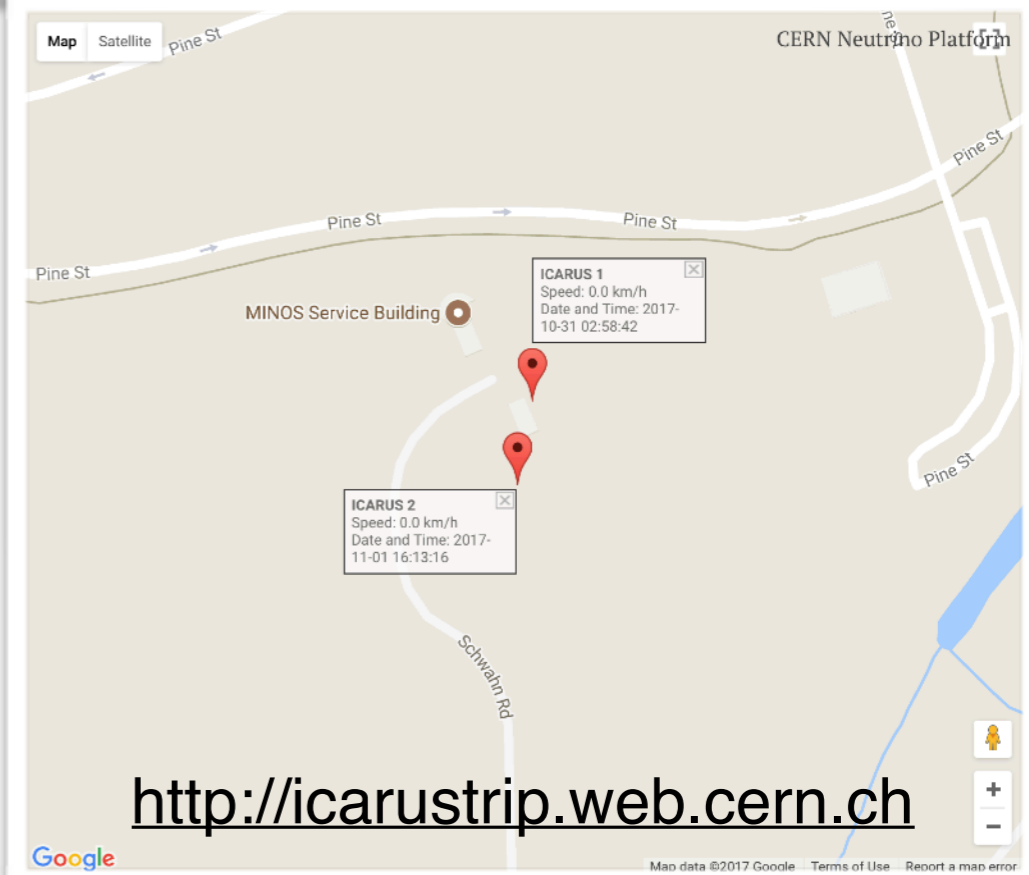 Map
Satellite
Pine St
CERN Neutrino Platform
Pine St
Pine St
Pine St
Pine St
ICARUS 1
Speed: 0.0 km/h
Date and Time: 2017-
10-31 02:58:42
MINOS Service Building
Pine St
ICARUS 2
Speed: 0.0 km/h
Date and Time: 2017-
11-01 16:13:16
Schwahn Rd
http://icarustrip.web.cern.ch
+
−
Google
Map data ©2017 Google
Terms of Use
Report a map error